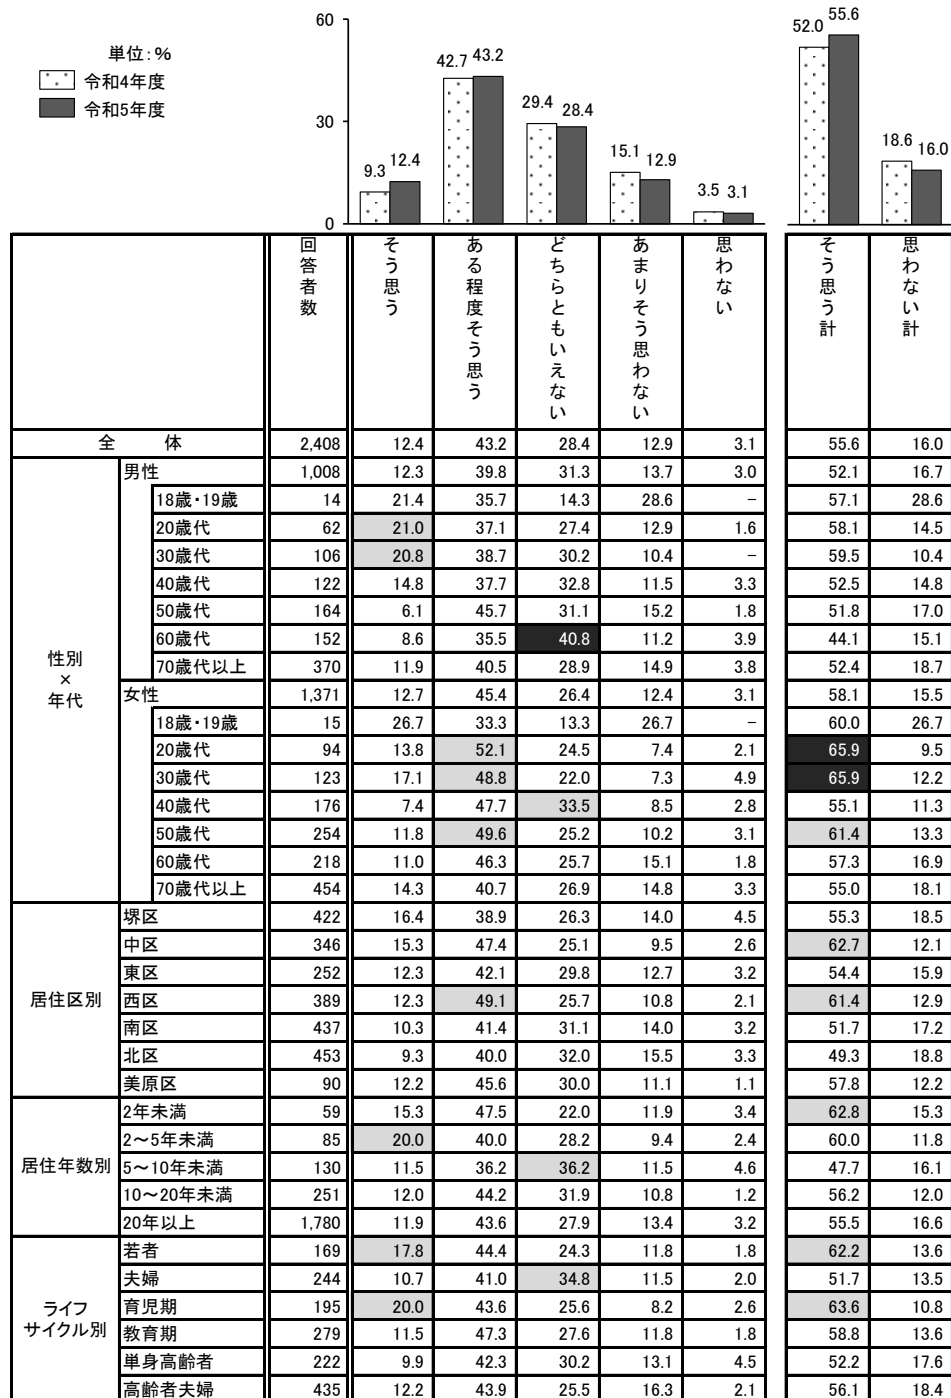 単位:%
令和4年度
令和5年度
60
30
0
9.3 12.4
42.7 43.2
29.4 28.4
15.1 12.9
3.5 3.1
52.0 55.6
18.6 16.0
回答者数 そう思う ある程度そう思う どちらともいえない あまりそう思わない 思わない そう思う計 思わない計
全 体 2,408 12.4 43.2 28.4 12.9 3.1 55.6 16.0
性別×年代
男性 1,008 12.3 39.8 31.3 13.7 3.0 52.1 16.7
18歳・19歳 14 21.4 35.7 14.3 28.6 − 57.1 28.6
20歳代 62 21.0 37.1 27.4 12.9 1.6 58.1 14.5
30歳代 106 20.8 38.7 30.2 10.4 − 59.5 10.4
40歳代 122 14.8 37.7 32.8 11.5 3.3 52.5 14.8
50歳代 164 6.1 45.7 31.1 15.2 1.8 51.8 17.0
60歳代 152 8.6 35.5 40.8 11.2 3.9 44.1 15.1
70歳代以上 370 11.9 40.5 28.9 14.9 3.8 52.4 18.7
女性 1,371 12.7 45.4 26.4 12.4 3.1 58.1 15.5
18歳・19歳 15 26.7 33.3 13.3 26.7 − 60.0 26.7
20歳代 94 13.8 52.1 24.5 7.4 2.1 65.9 9.5
30歳代 123 17.1 48.8 22.0 7.3 4.9 65.9 12.2
40歳代 176 7.4 47.7 33.5 8.5 2.8 55.1 11.3
50歳代 254 11.8 49.6 25.2 10.2 3.1 61.4 13.3
60歳代 218 11.0 46.3 25.7 15.1 1.8 57.3 16.9
70歳代以上 454 14.3 40.7 26.9 14.8 3.3 55.0 18.1
居住区別
堺区 422 16.4 38.9 26.3 14.0 4.5 55.3 18.5
中区 346 15.3 47.4 25.1 9.5 2.6 62.7 12.1
東区 252 12.3 42.1 29.8 12.7 3.2 54.4 15.9
西区 389 12.3 49.1 25.7 10.8 2.1 61.4 12.9
南区 437 10.3 41.4 31.1 14.0 3.2 51.7 17.2
北区 453 9.3 40.0 32.0 15.5 3.3 49.3 18.8
美原区 90 12.2 45.6 30.0 11.1 1.1 57.8 12.2
居住年数別
2年未満 59 15.3 47.5 22.0 11.9 3.4 62.8 15.3
2〜5年未満 85 20.0 40.0 28.2 9.4 2.4 60.0 11.8
5〜10年未満 130 11.5 36.2 36.2 11.5 4.6 47.7 16.1
10〜20年未満 251 12.0 44.2 31.9 10.8 1.2 56.2 12.0
20年以上 1,780 11.9 43.6 27.9 13.4 3.2 55.5 16.6
ライフ
サイクル別
若者 169 17.8 44.4 24.3 11.8 1.8 62.2 13.6
夫婦 244 10.7 41.0 34.8 11.5 2.0 51.7 13.5
育児期 195 20.0 43.6 25.6 8.2 2.6 63.6 10.8
教育期 279 11.5 47.3 27.6 11.8 1.8 58.8 13.6
単身高齢者 222 9.9 42.3 30.2 13.1 4.5 52.2 17.6
高齢者夫婦 435 12.2 43.9 25.5 16.3 2.1 56.1 18.4